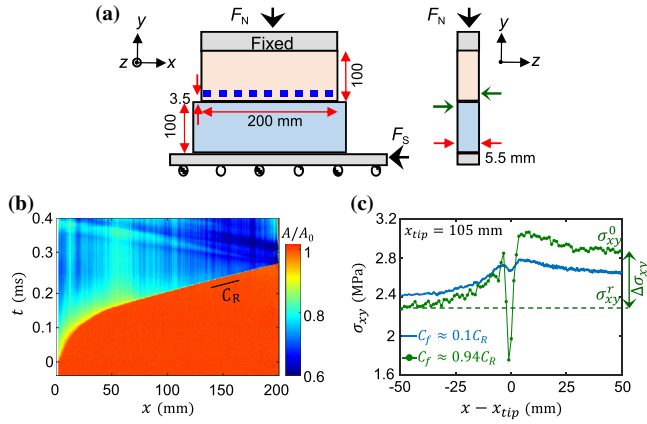 (a)
y
z
x
F_N
Fixed
100
3.5
200 mm
100
F_S
F_N
y
z
5.5 mm
(b)
0.4
0.3
0.2
0.1
0
t (ms)
C_R
0
50
100
150
200
x (mm)
A/A_0
1
0.8
0.6
(c)
3.2
2.8
2.4
2
1.6
σ_xy (MPa)
x_tip = 105 mm
σ_xy^0
σ_xy^r
Δσ_xy
C_f ≈ 0.1C_R
C_f ≈ 0.94C_R
-50
-25
0
25
50
x − x_tip (mm)